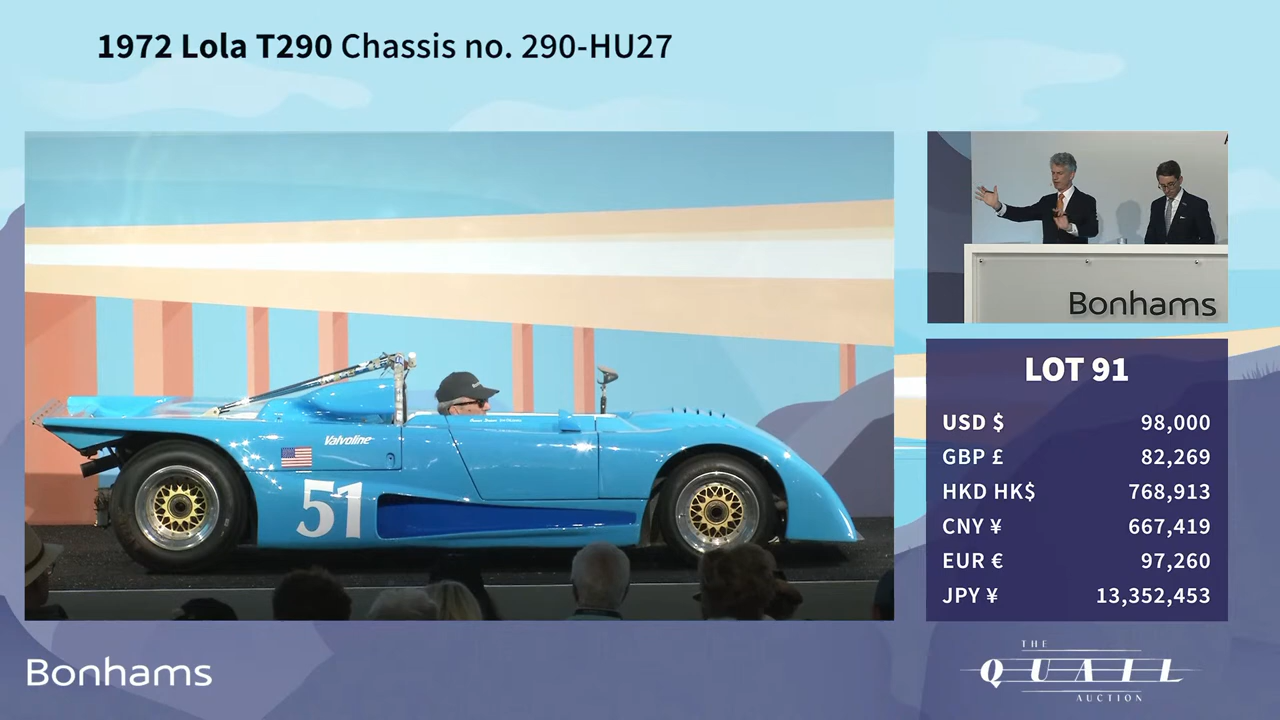 1972 Lola T290 Chassis no. 290-HU27
Bonhams
LOT 91
USD $ 98,000
GBP £ 82,269
HKD HK$ 768,913
CNY ¥ 667,419
EUR € 97,260
JPY ¥ 13,352,453
Valvoline
51
Bonhams
THE
QUAIL
AUCTION